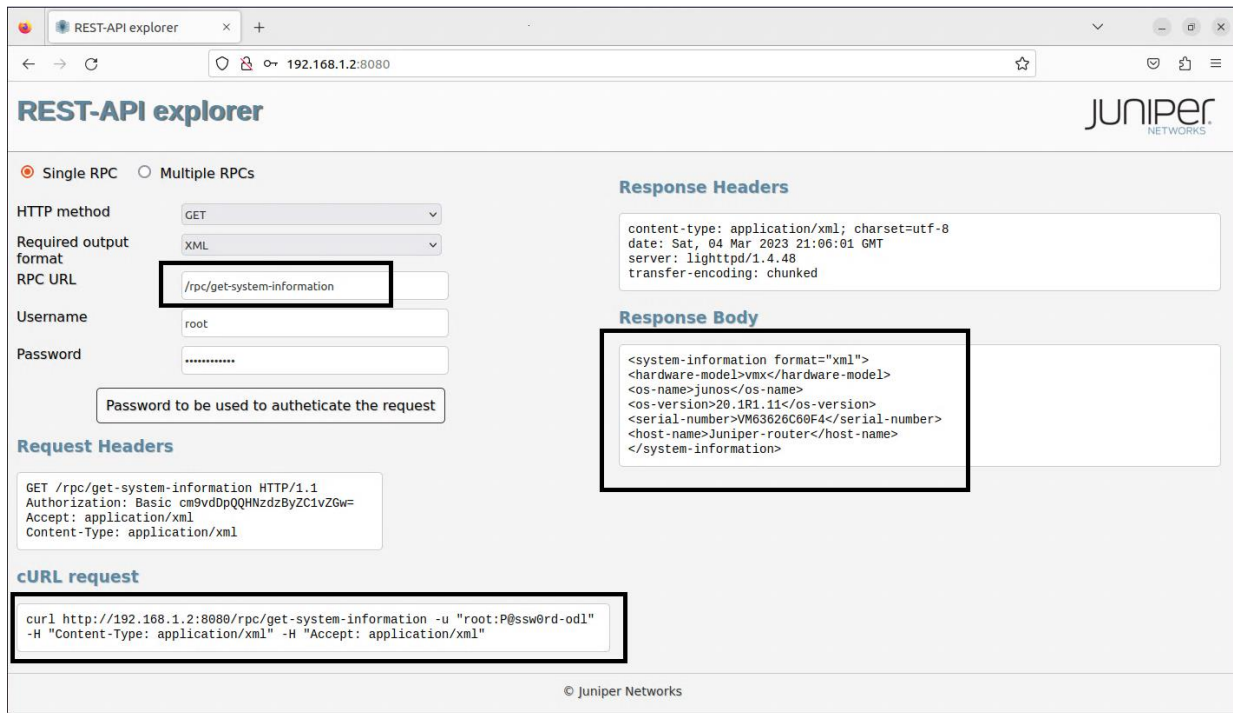 REST-API explorer
192.168.1.2:8080
REST-API explorer
JUNIPER
NETWORKS
Single RPC Multiple RPCs
HTTP method GET
Required output format XML
RPC URL /rpc/get-system-information
Username root
Password ••••••••••••
Password to be used to autheticate the request
Request Headers
GET /rpc/get-system-information HTTP/1.1
Authorization: Basic cm9vdDpQQHNzdzByZC1vZGw=
Accept: application/xml
Content-Type: application/xml
cURL request
curl http://192.168.1.2:8080/rpc/get-system-information -u "root:P@ssw0rd-odl"
-H "Content-Type: application/xml" -H "Accept: application/xml"
Response Headers
content-type: application/xml; charset=utf-8
date: Sat, 04 Mar 2023 21:06:01 GMT
server: lighttpd/1.4.48
transfer-encoding: chunked
Response Body
<system-information format="xml">
<hardware-model>vmx</hardware-model>
<os-name>junos</os-name>
<os-version>20.1R1.11</os-version>
<serial-number>VM63626C60F4</serial-number>
<host-name>Juniper-router</host-name>
</system-information>
© Juniper Networks